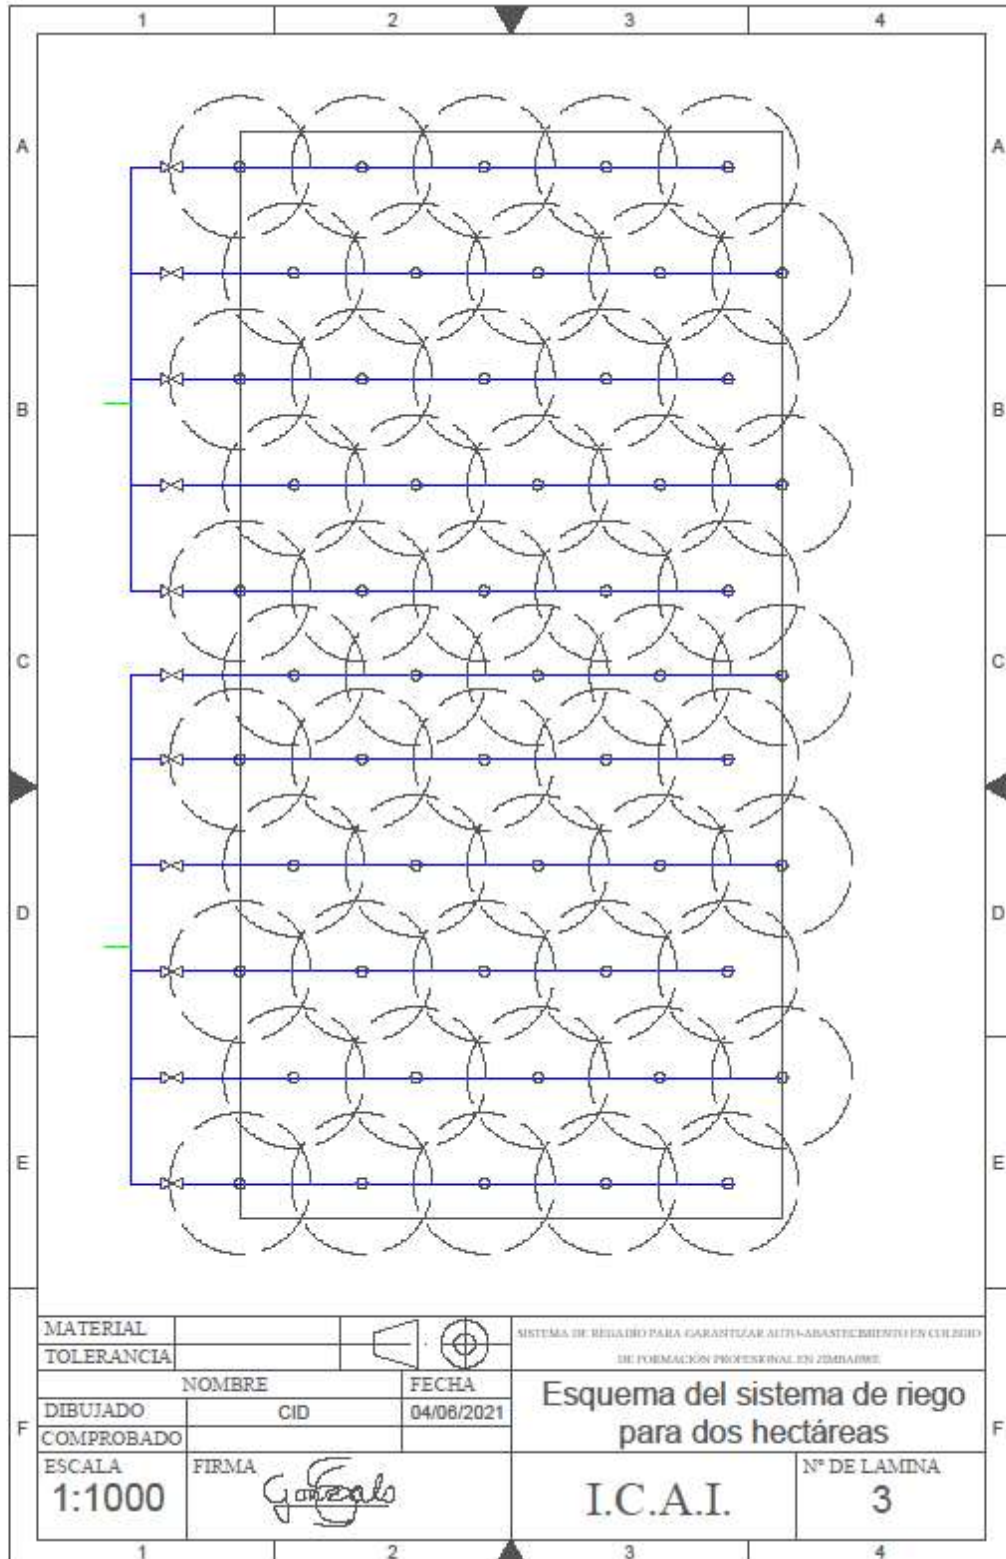 1 2 3 4
A A
B B
C C
D D
E E
F F
MATERIAL
TOLERANCIA
SISTEMA DE REGADIO PARA GARANTIZAR AUTO-ABASTECIMIENTO EN COLEGIO
DE FORMACIÓN PROFESIONAL EN ZIMBABWE
NOMBRE FECHA
DIBUJADO CID 04/06/2021
COMPROBADO
Esquema del sistema de riego
para dos hectáreas
ESCALA
1:1000
FIRMA
Gonzalo
I.C.A.I.
Nº DE LAMINA
3
1 2 3 4